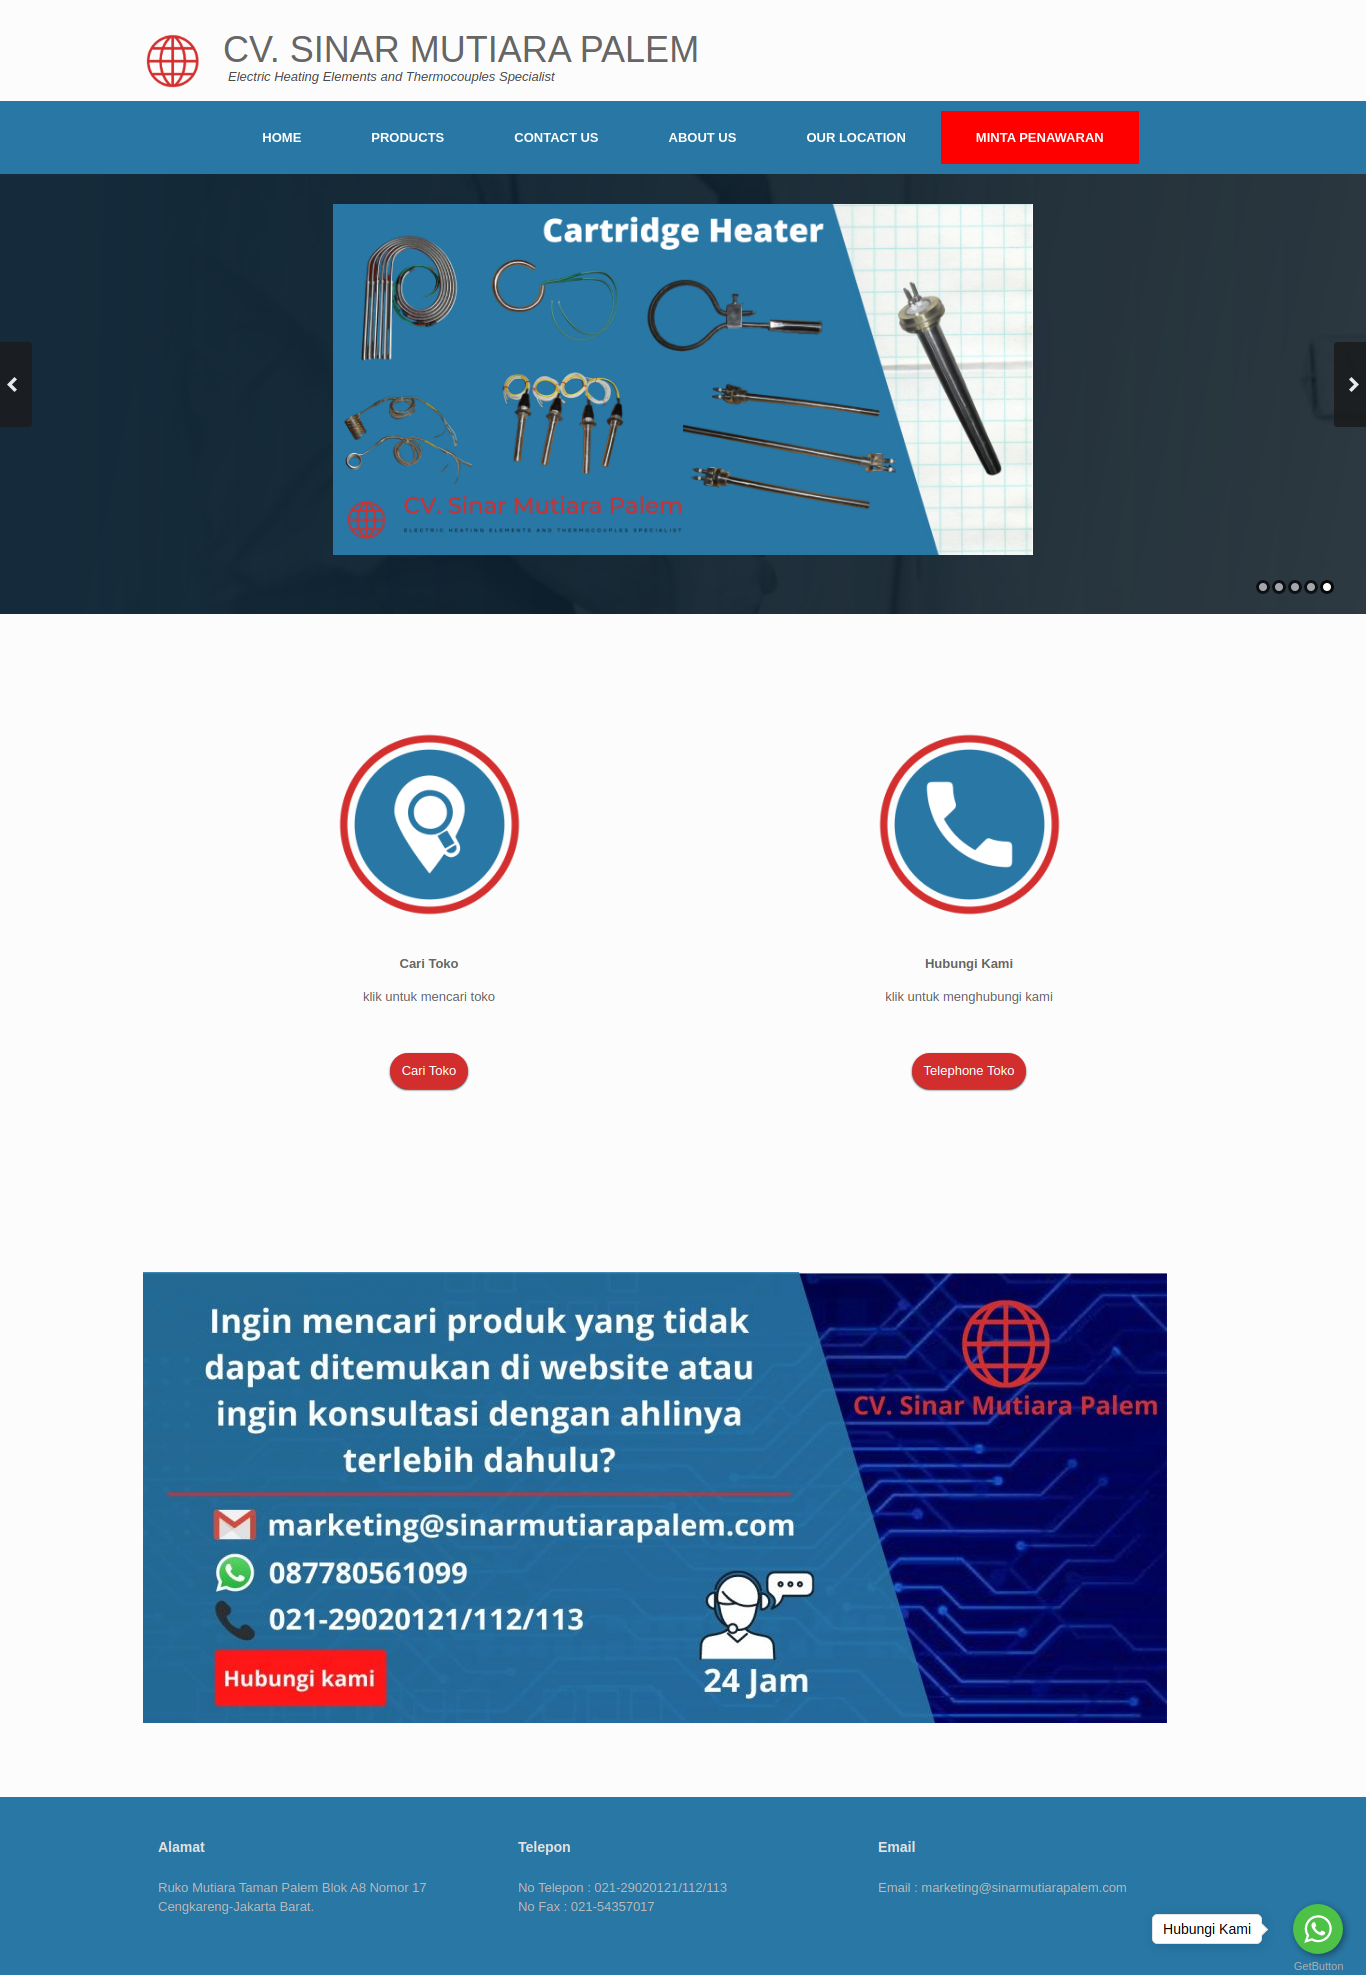 CV. SINAR MUTIARA PALEM
Electric Heating Elements and Thermocouples Specialist
HOME
PRODUCTS
CONTACT US
ABOUT US
OUR LOCATION
MINTA PENAWARAN
Cartridge Heater
CV. Sinar Mutiara Palem
ELECTRIC HEATING ELEMENTS AND THERMOCOUPLES SPECIALIST
Cari Toko
klik untuk mencari toko
Cari Toko
Hubungi Kami
klik untuk menghubungi kami
Telephone Toko
Ingin mencari produk yang tidak
dapat ditemukan di website atau
ingin konsultasi dengan ahlinya
terlebih dahulu?
marketing@sinarmutiarapalem.com
087780561099
021-29020121/112/113
Hubungi kami
24 Jam
CV. Sinar Mutiara Palem
Alamat
Ruko Mutiara Taman Palem Blok A8 Nomor 17
Cengkareng-Jakarta Barat.
Telepon
No Telepon : 021-29020121/112/113
No Fax : 021-54357017
Email
Email : marketing@sinarmutiarapalem.com
Hubungi Kami
GetButton